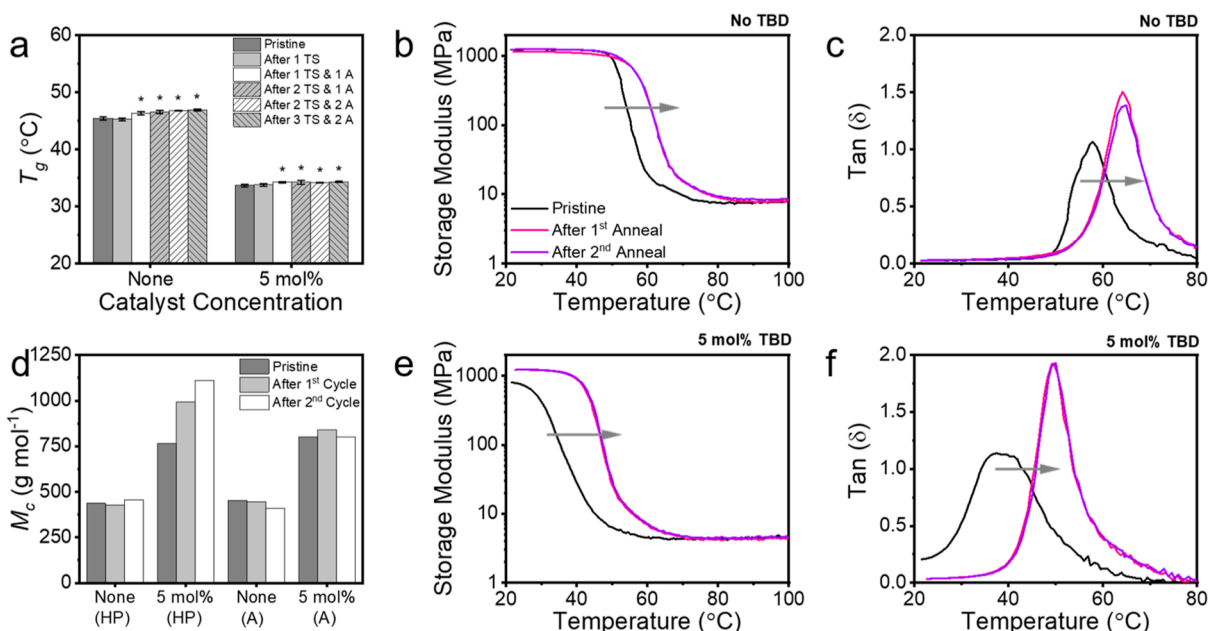 a
60
50
40
30
20
T_g (°C)
Pristine
After 1 TS
After 1 TS & 1 A
After 2 TS & 1 A
After 2 TS & 2 A
After 3 TS & 2 A
* * * *
* * * *
None 5 mol%
Catalyst Concentration
b
No TBD
1000
100
10
1
Storage Modulus (MPa)
Pristine
After 1st Anneal
After 2nd Anneal
20 40 60 80 100
Temperature (°C)
c
No TBD
2.0
1.5
1.0
0.5
0.0
Tan (δ)
20 40 60 80
Temperature (°C)
d
1250
1000
750
500
250
0
M_c (g mol-1)
Pristine
After 1st Cycle
After 2nd Cycle
None 5 mol% None 5 mol%
(HP) (HP) (A) (A)
e
5 mol% TBD
1000
100
10
1
Storage Modulus (MPa)
20 40 60 80 100
Temperature (°C)
f
5 mol% TBD
2.0
1.5
1.0
0.5
0.0
Tan (δ)
20 40 60 80
Temperature (°C)